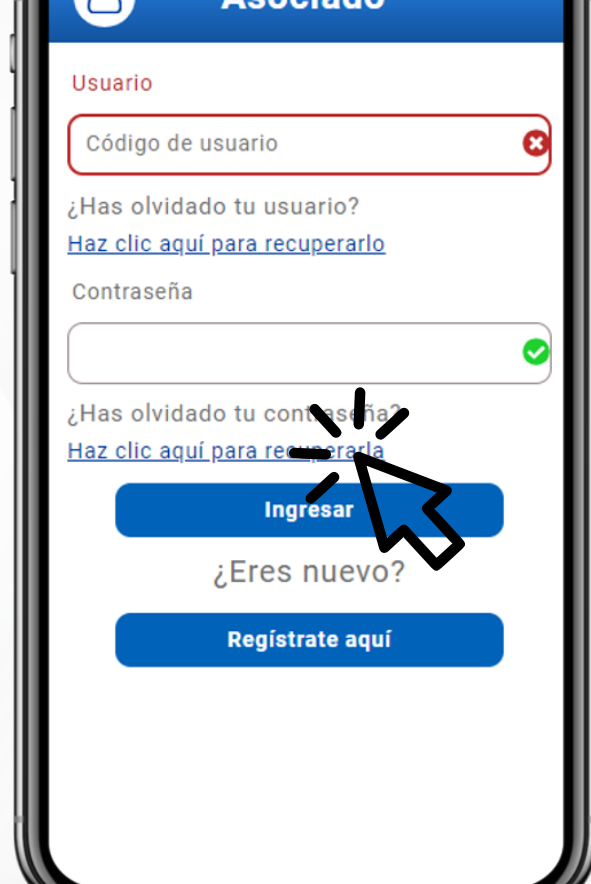 Asociado
Usuario
Código de usuario
¿Has olvidado tu usuario?
Haz clic aquí para recuperarlo
Contraseña
¿Has olvidado tu contraseña?
Haz clic aquí para recuperarla
Ingresar
¿Eres nuevo?
Regístrate aquí